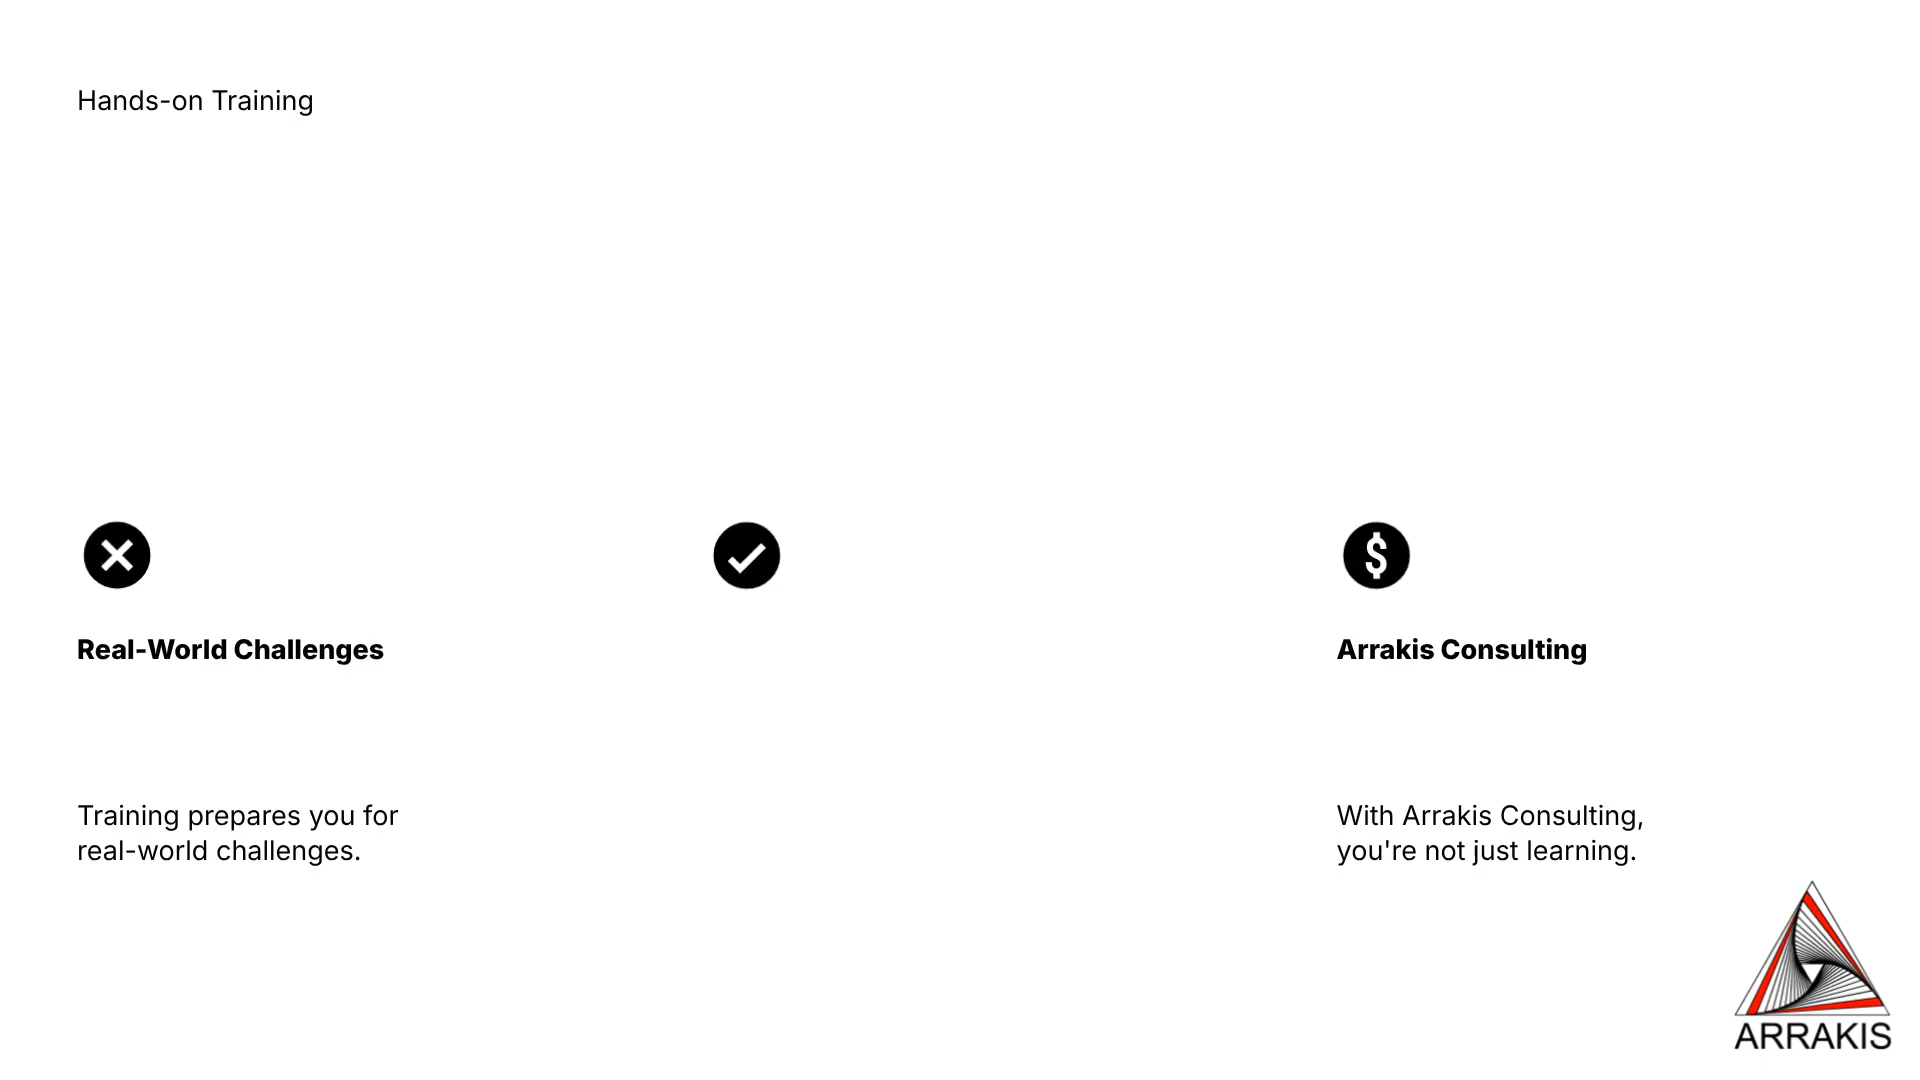 Hands-on Training
Real-World Challenges
Arrakis Consulting
Training prepares you for
real-world challenges.
With Arrakis Consulting,
you're not just learning.
ARRAKIS